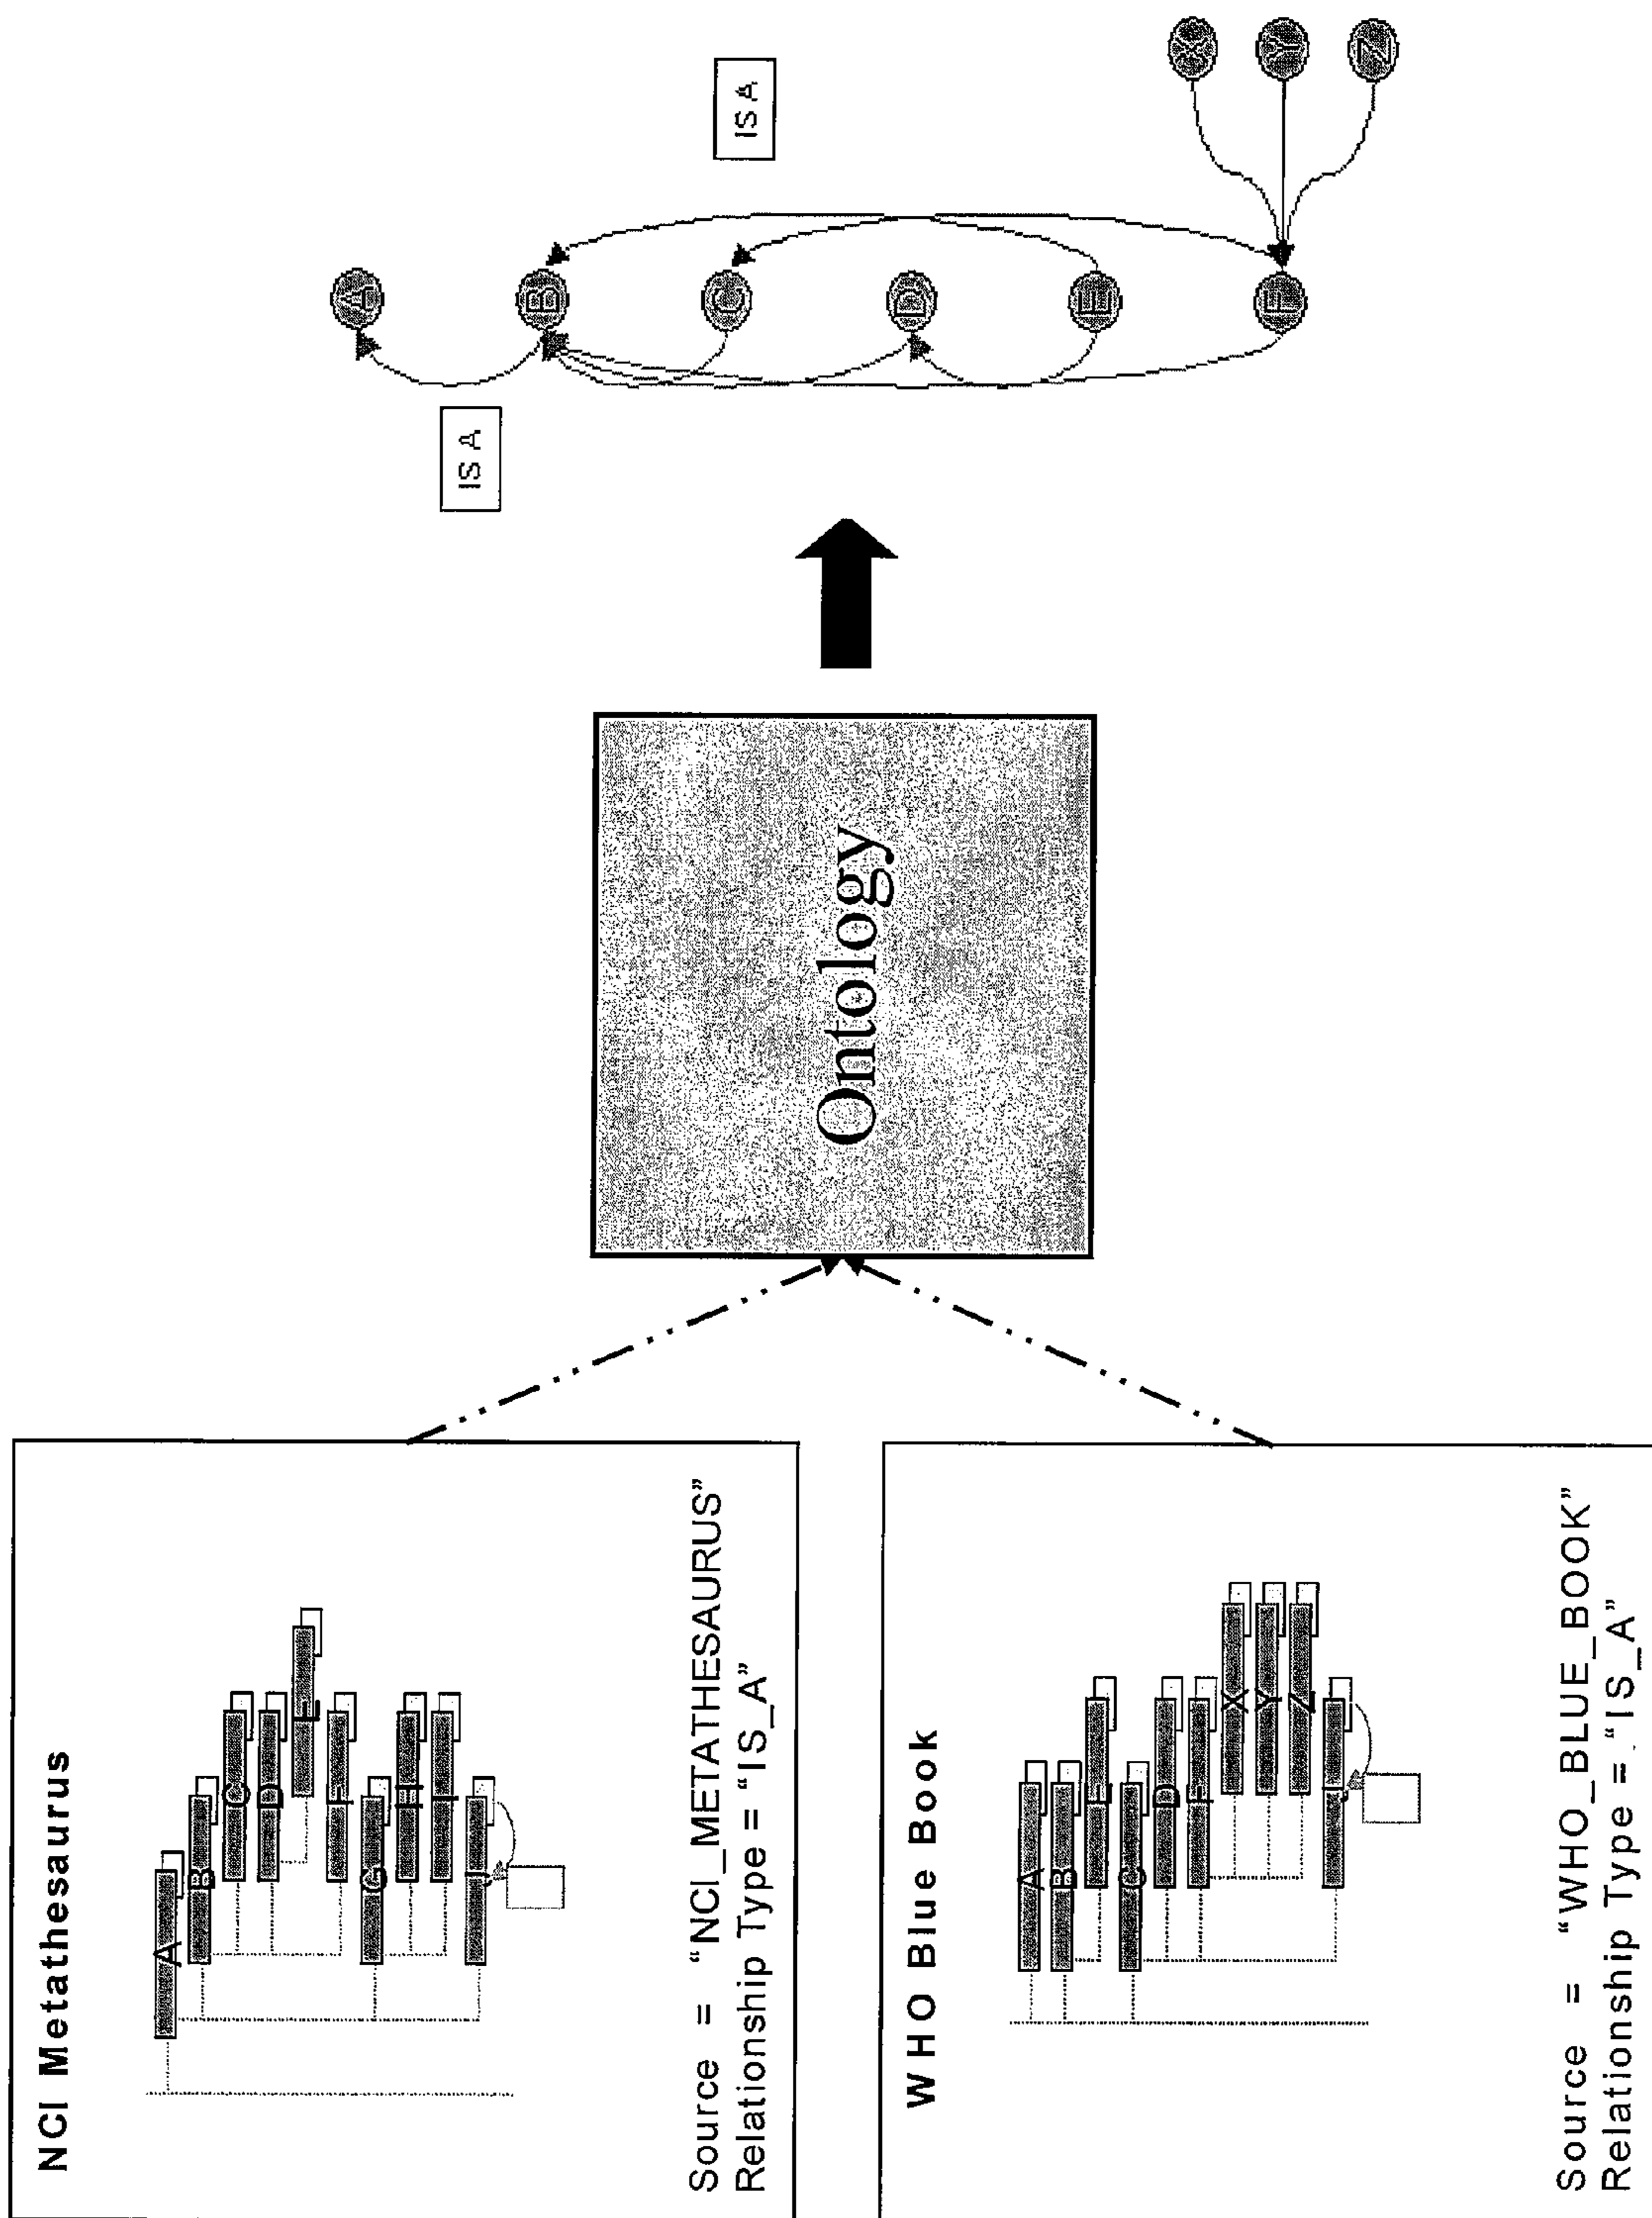 NCI Metathesaurus
A
B
C
D
G
H
Source = "NCI_METATHESAURUS"
Relationship Type = "IS_A"
WHO Blue Book
A
B
C
D
X
Y
Z
Source = "WHO_BLUE_BOOK"
Relationship Type = "IS_A"
Ontology
IS A
A
B
C
D
E
F
IS A
X
Y
Z